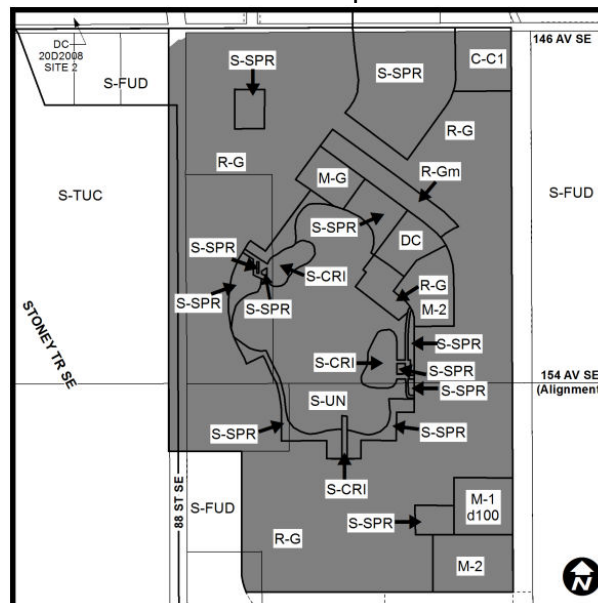 DC
20D2008
SITE 2
146 AV SE
S-FUD
S-SPR
S-SPR
C-C1
R-G
R-G
S-TUC
M-G
R-Gm
S-FUD
S-SPR
DC
S-SPR
S-CRI
S-SPR
S-SPR
R-G
M-2
STONEY TR SE
S-SPR
S-CRI
S-SPR
154 AV SE
(Alignment
S-SPR
S-UN
S-SPR
S-SPR
S-CRI
88 ST SE
S-FUD
M-1
d100
S-SPR
R-G
M-2
N